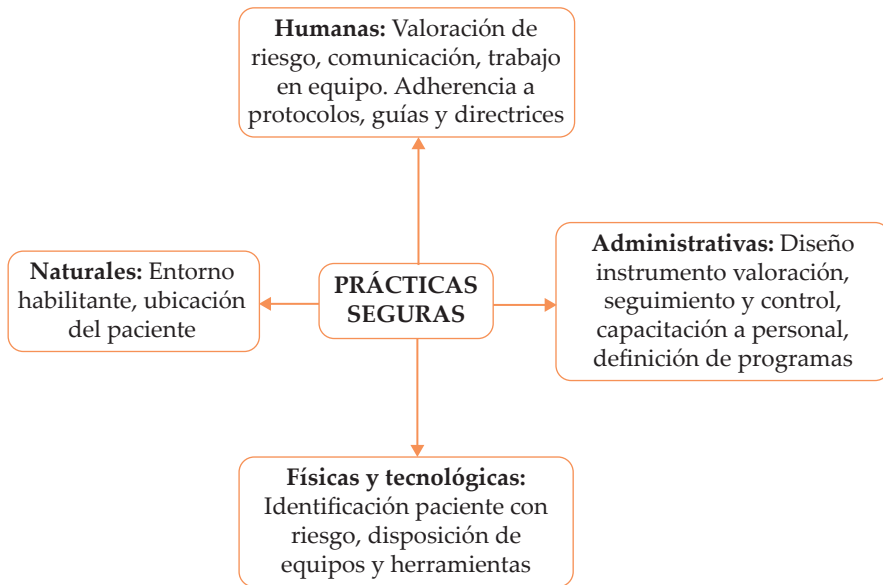 Humanas: Valoración de
riesgo, comunicación, trabajo
en equipo. Adherencia a
protocolos, guías y directrices
Naturales: Entorno
habilitante, ubicación
del paciente
PRÁCTICAS
SEGURAS
Administrativas: Diseño
instrumento valoración,
seguimiento y control,
capacitación a personal,
definición de programas
Físicas y tecnológicas:
Identificación paciente con
riesgo, disposición de
equipos y herramientas